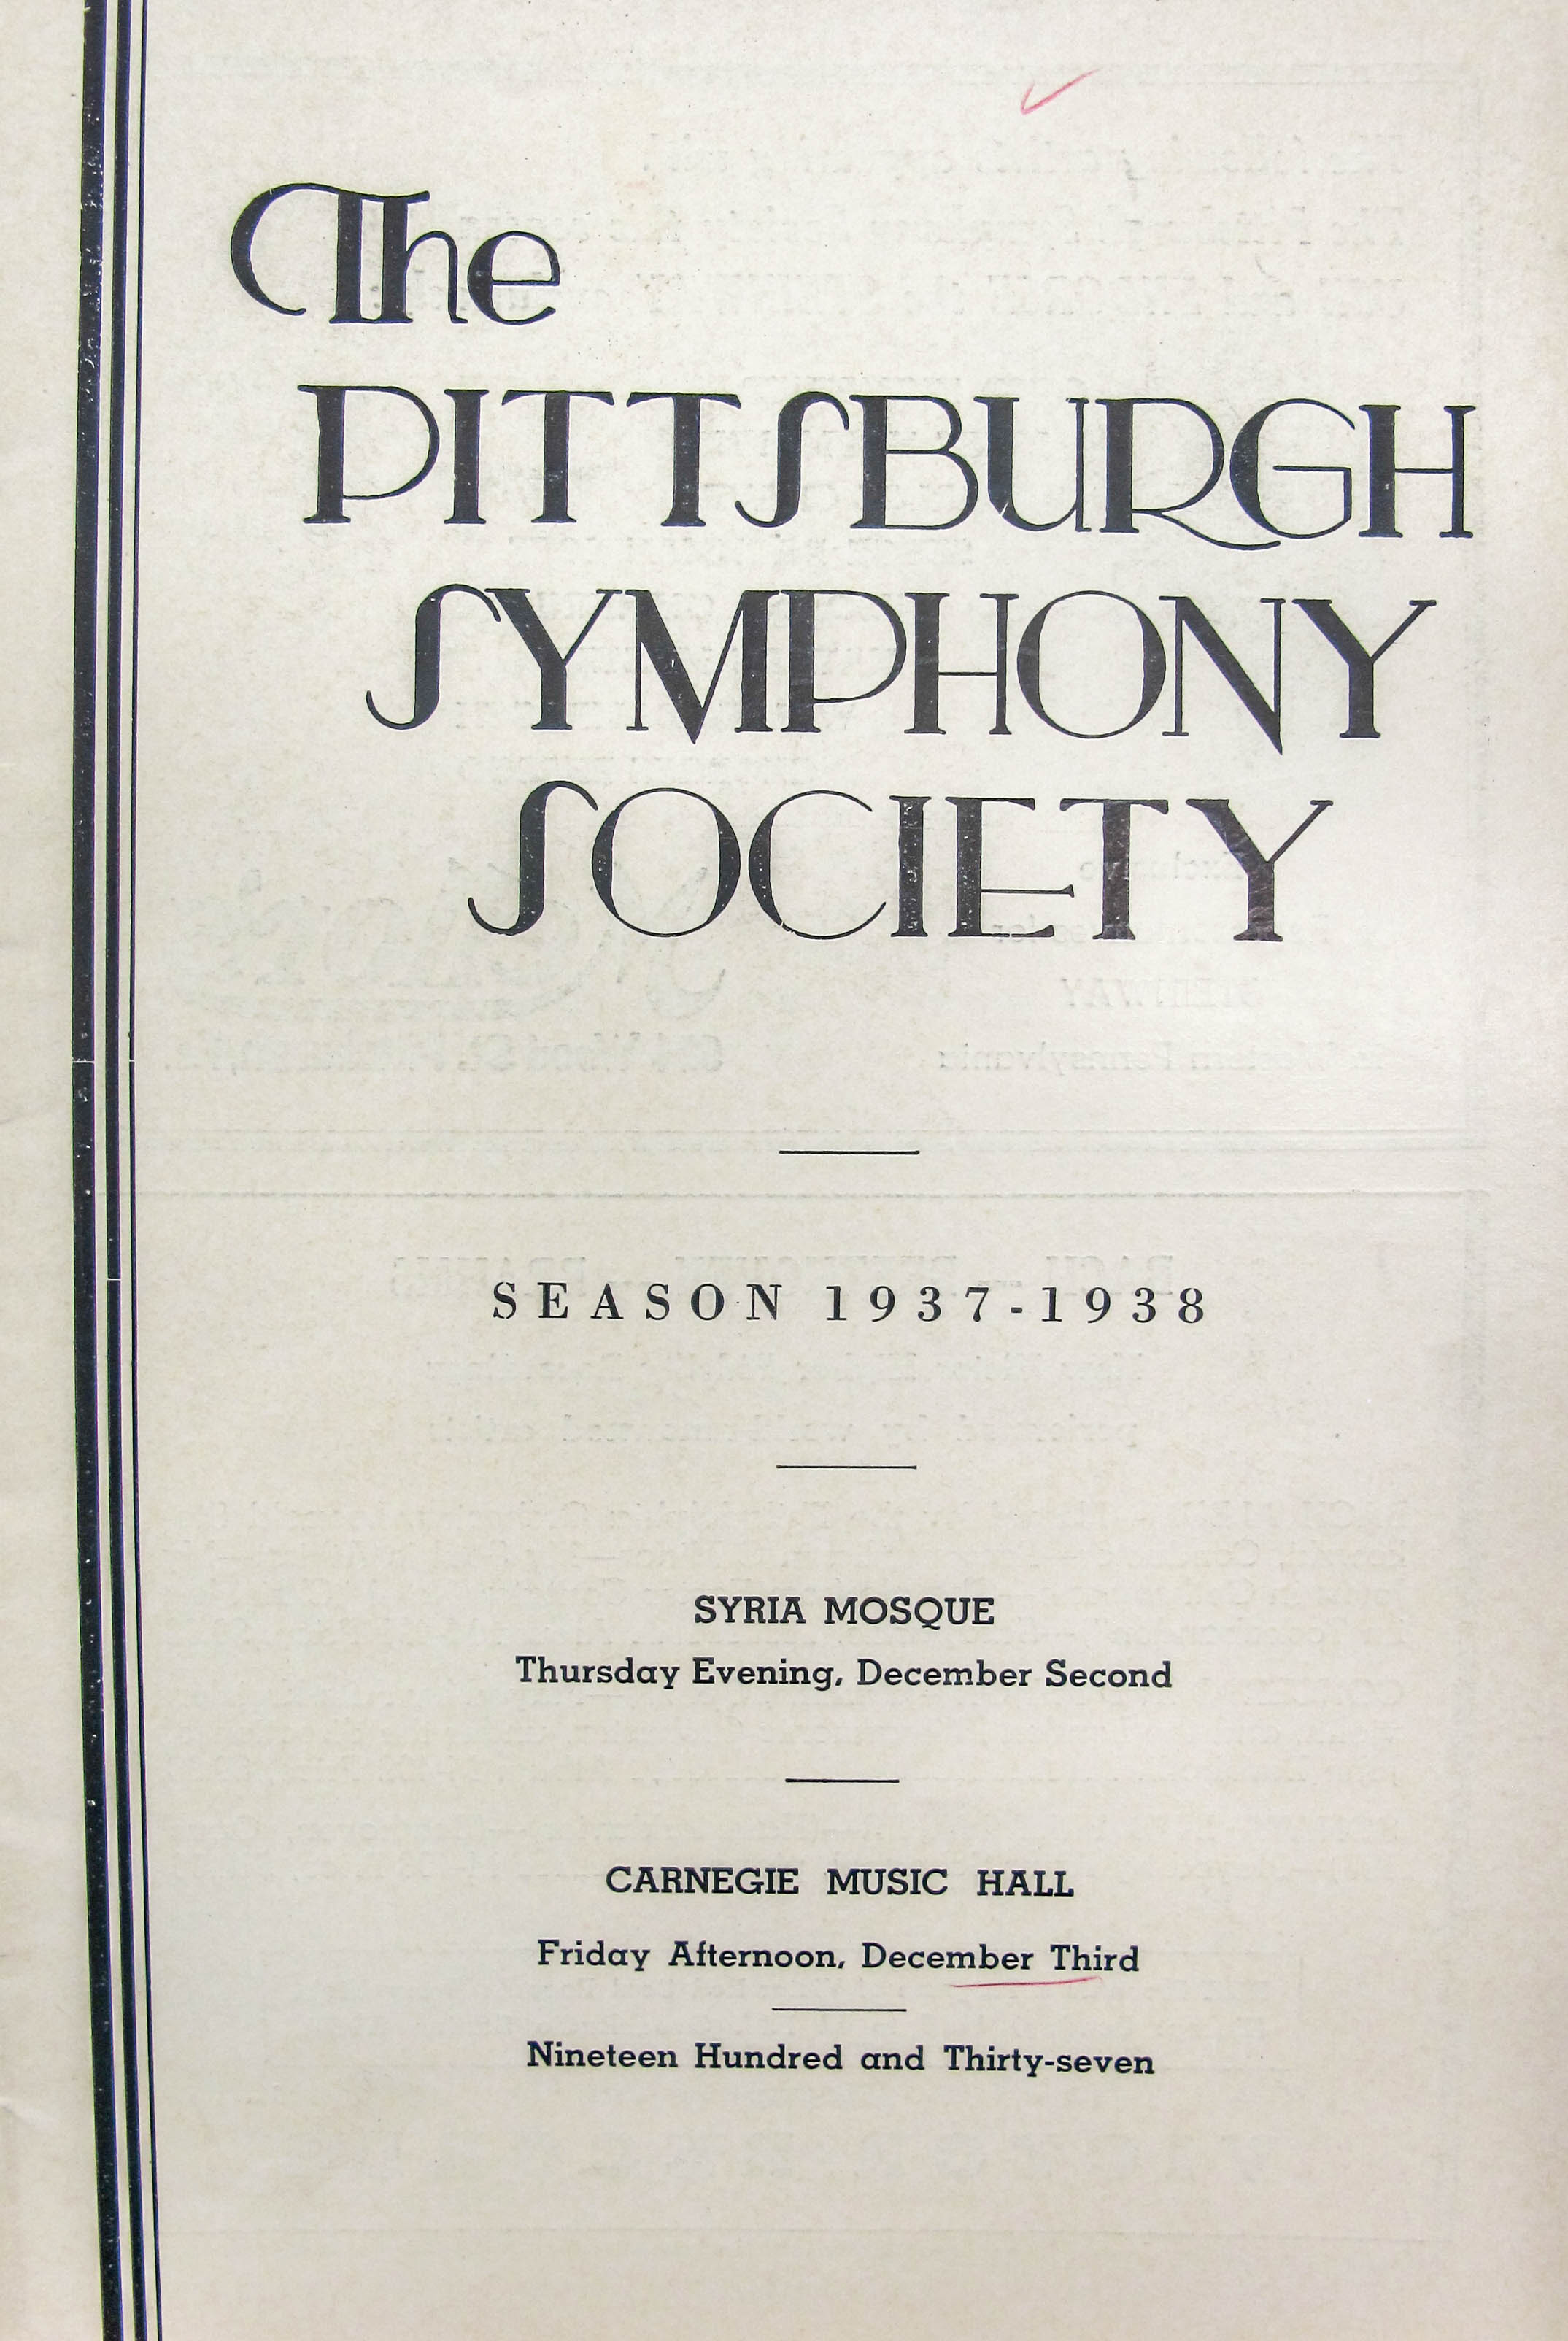 The
PITTSBURGH
SYMPHONY
SOCIETY
SEASON 1937-1938
SYRIA MOSQUE
Thursday Evening, December Second
CARNEGIE MUSIC HALL
Friday Afternoon, December Third
Nineteen Hundred and Thirty-seven